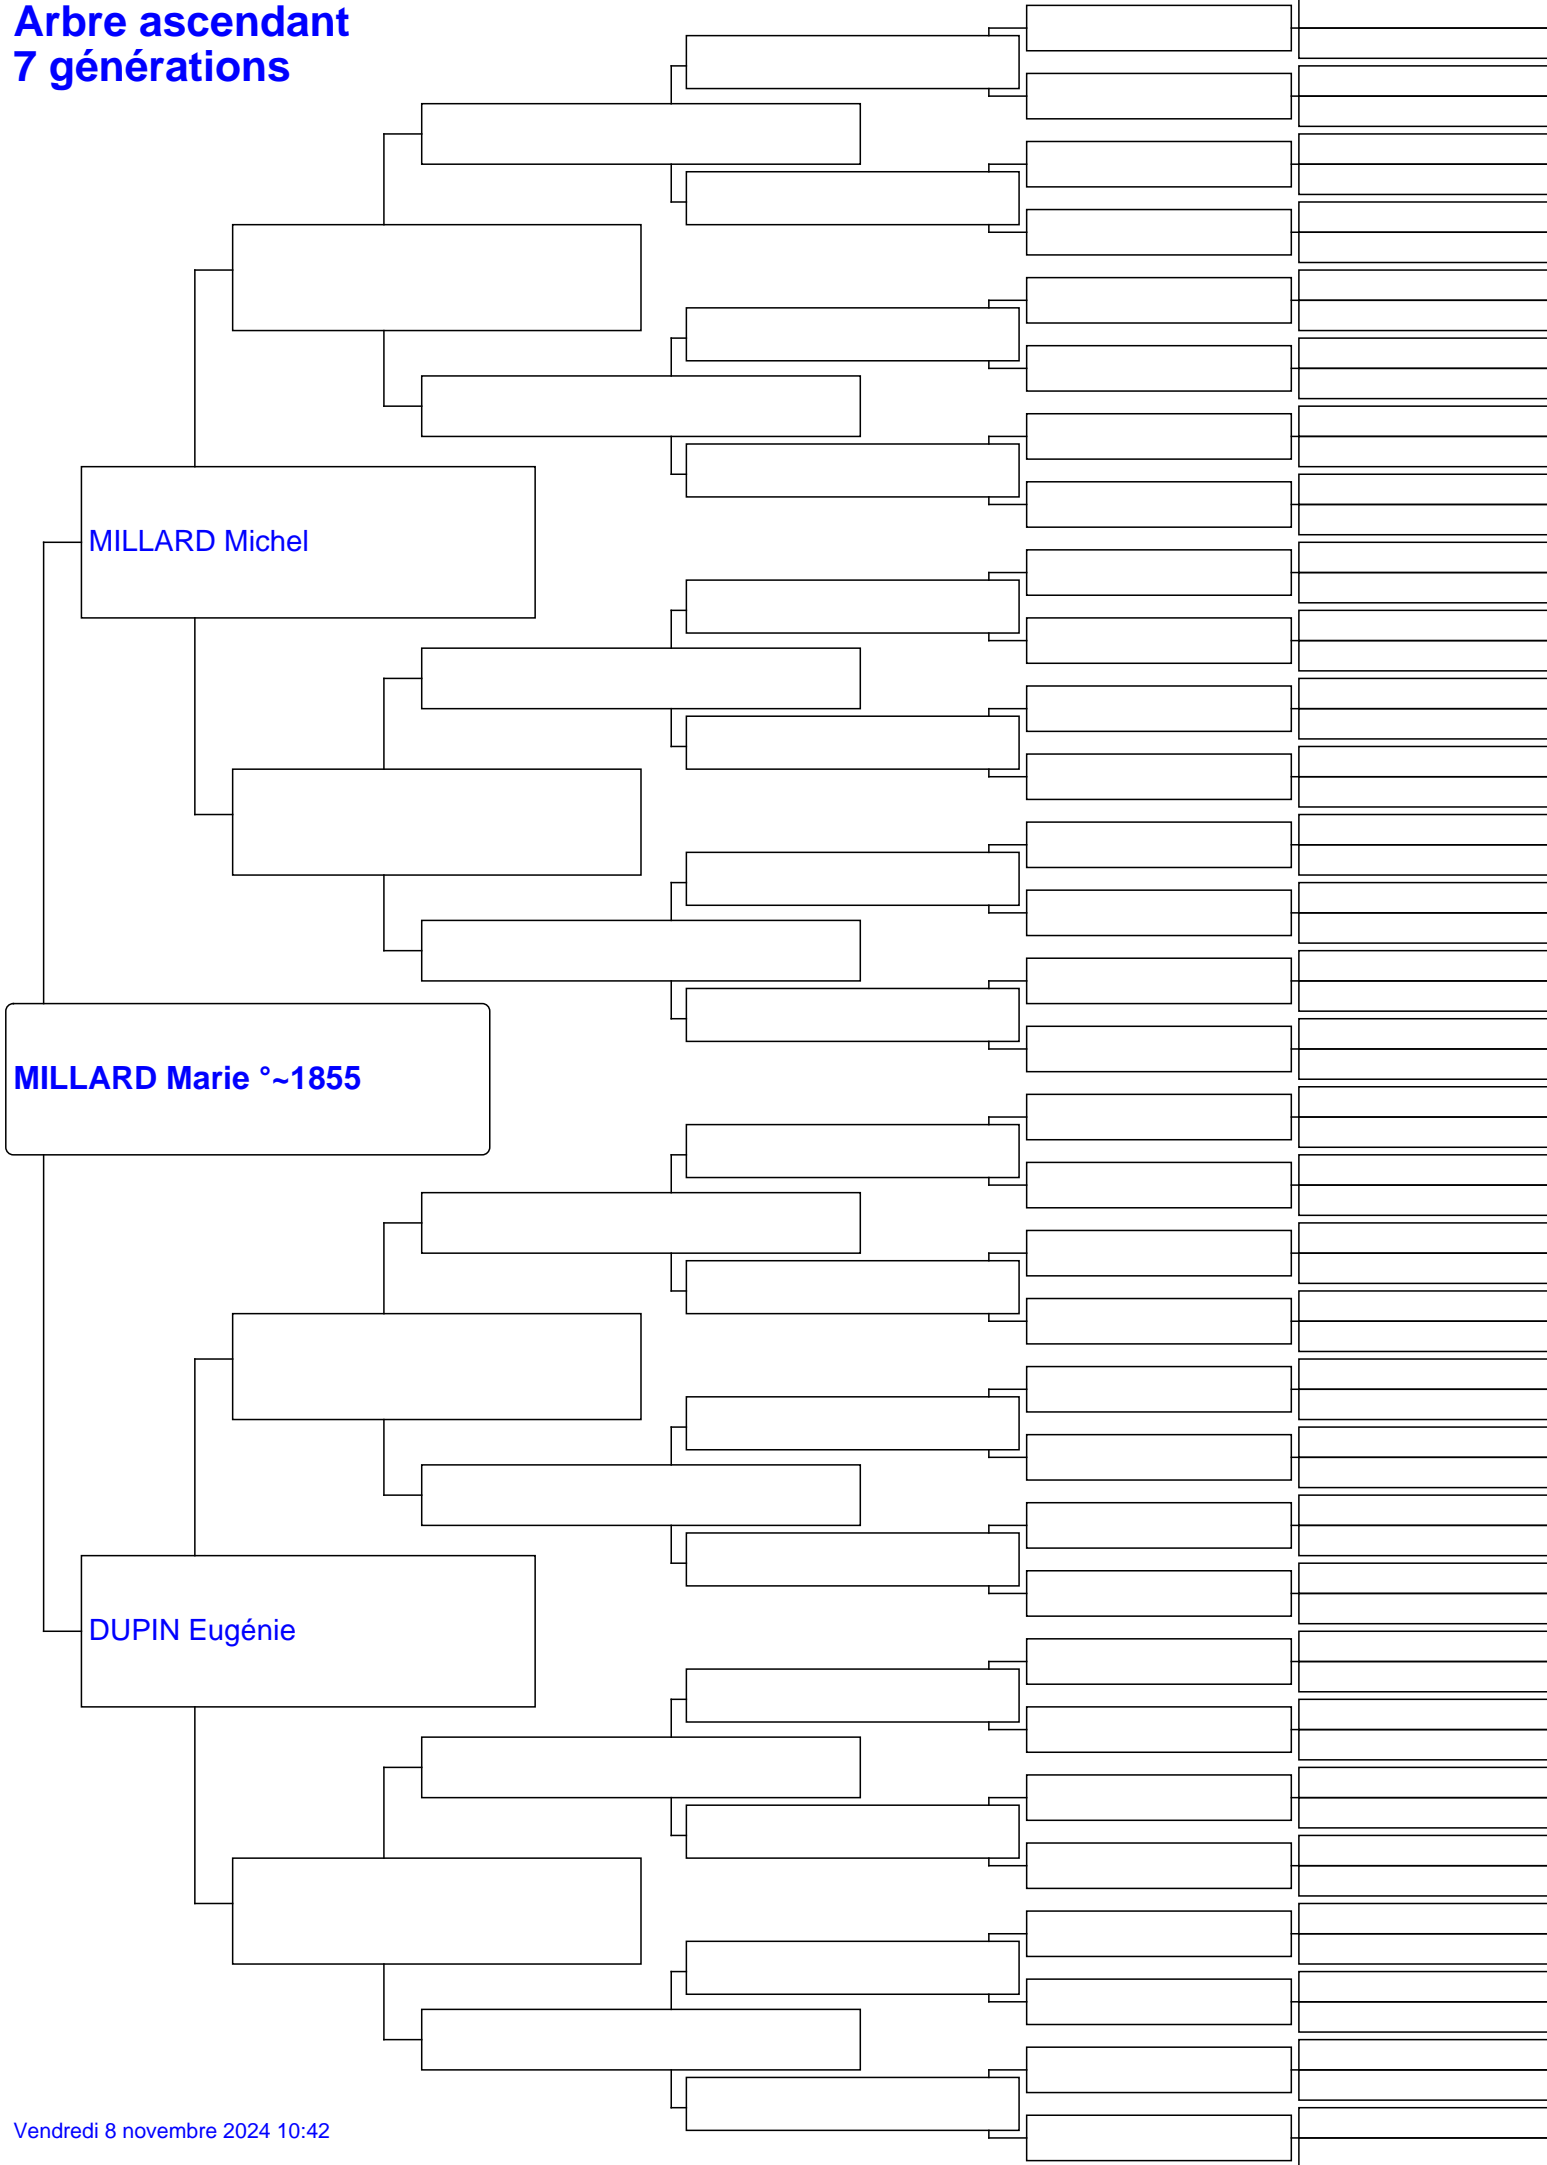 Arbre ascendant
7 générations
MILLARD Michel
MILLARD Marie °~1855
DUPIN Eugénie
Vendredi 8 novembre 2024 10:42